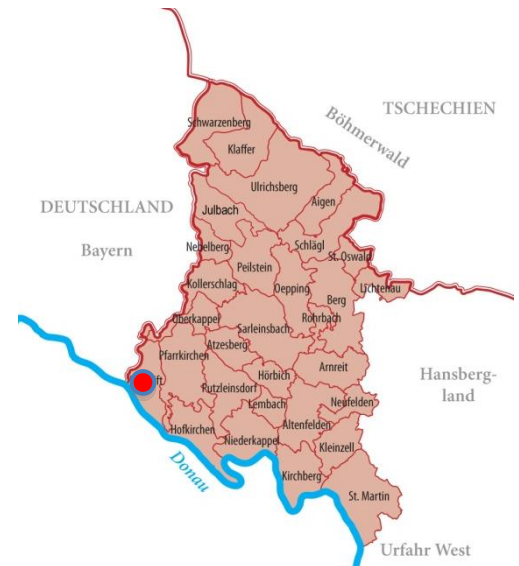 TSCHECHIEN
Böhmerwald
Schwarzenberg
Klaffer
Ulrichsberg
Aigen
DEUTSCHLAND
Julbach
Bayern
Nebelberg
Schlägl
St. Oswald
Peilstein
Kollerschlag
Oepping
Lichtenau
Berg
Oberkappel
Rohrbach
Sarleinsbach
Atzesberg
Pfarrkirchen
Arnreit
Hörbich
Hansberg-
land
Putzleinsdorf
Lembach
Neufelden
Hofkirchen
Altenfelden
Niederkappel
Kleinzell
Donau
Kirchberg
St. Martin
Urfahr West